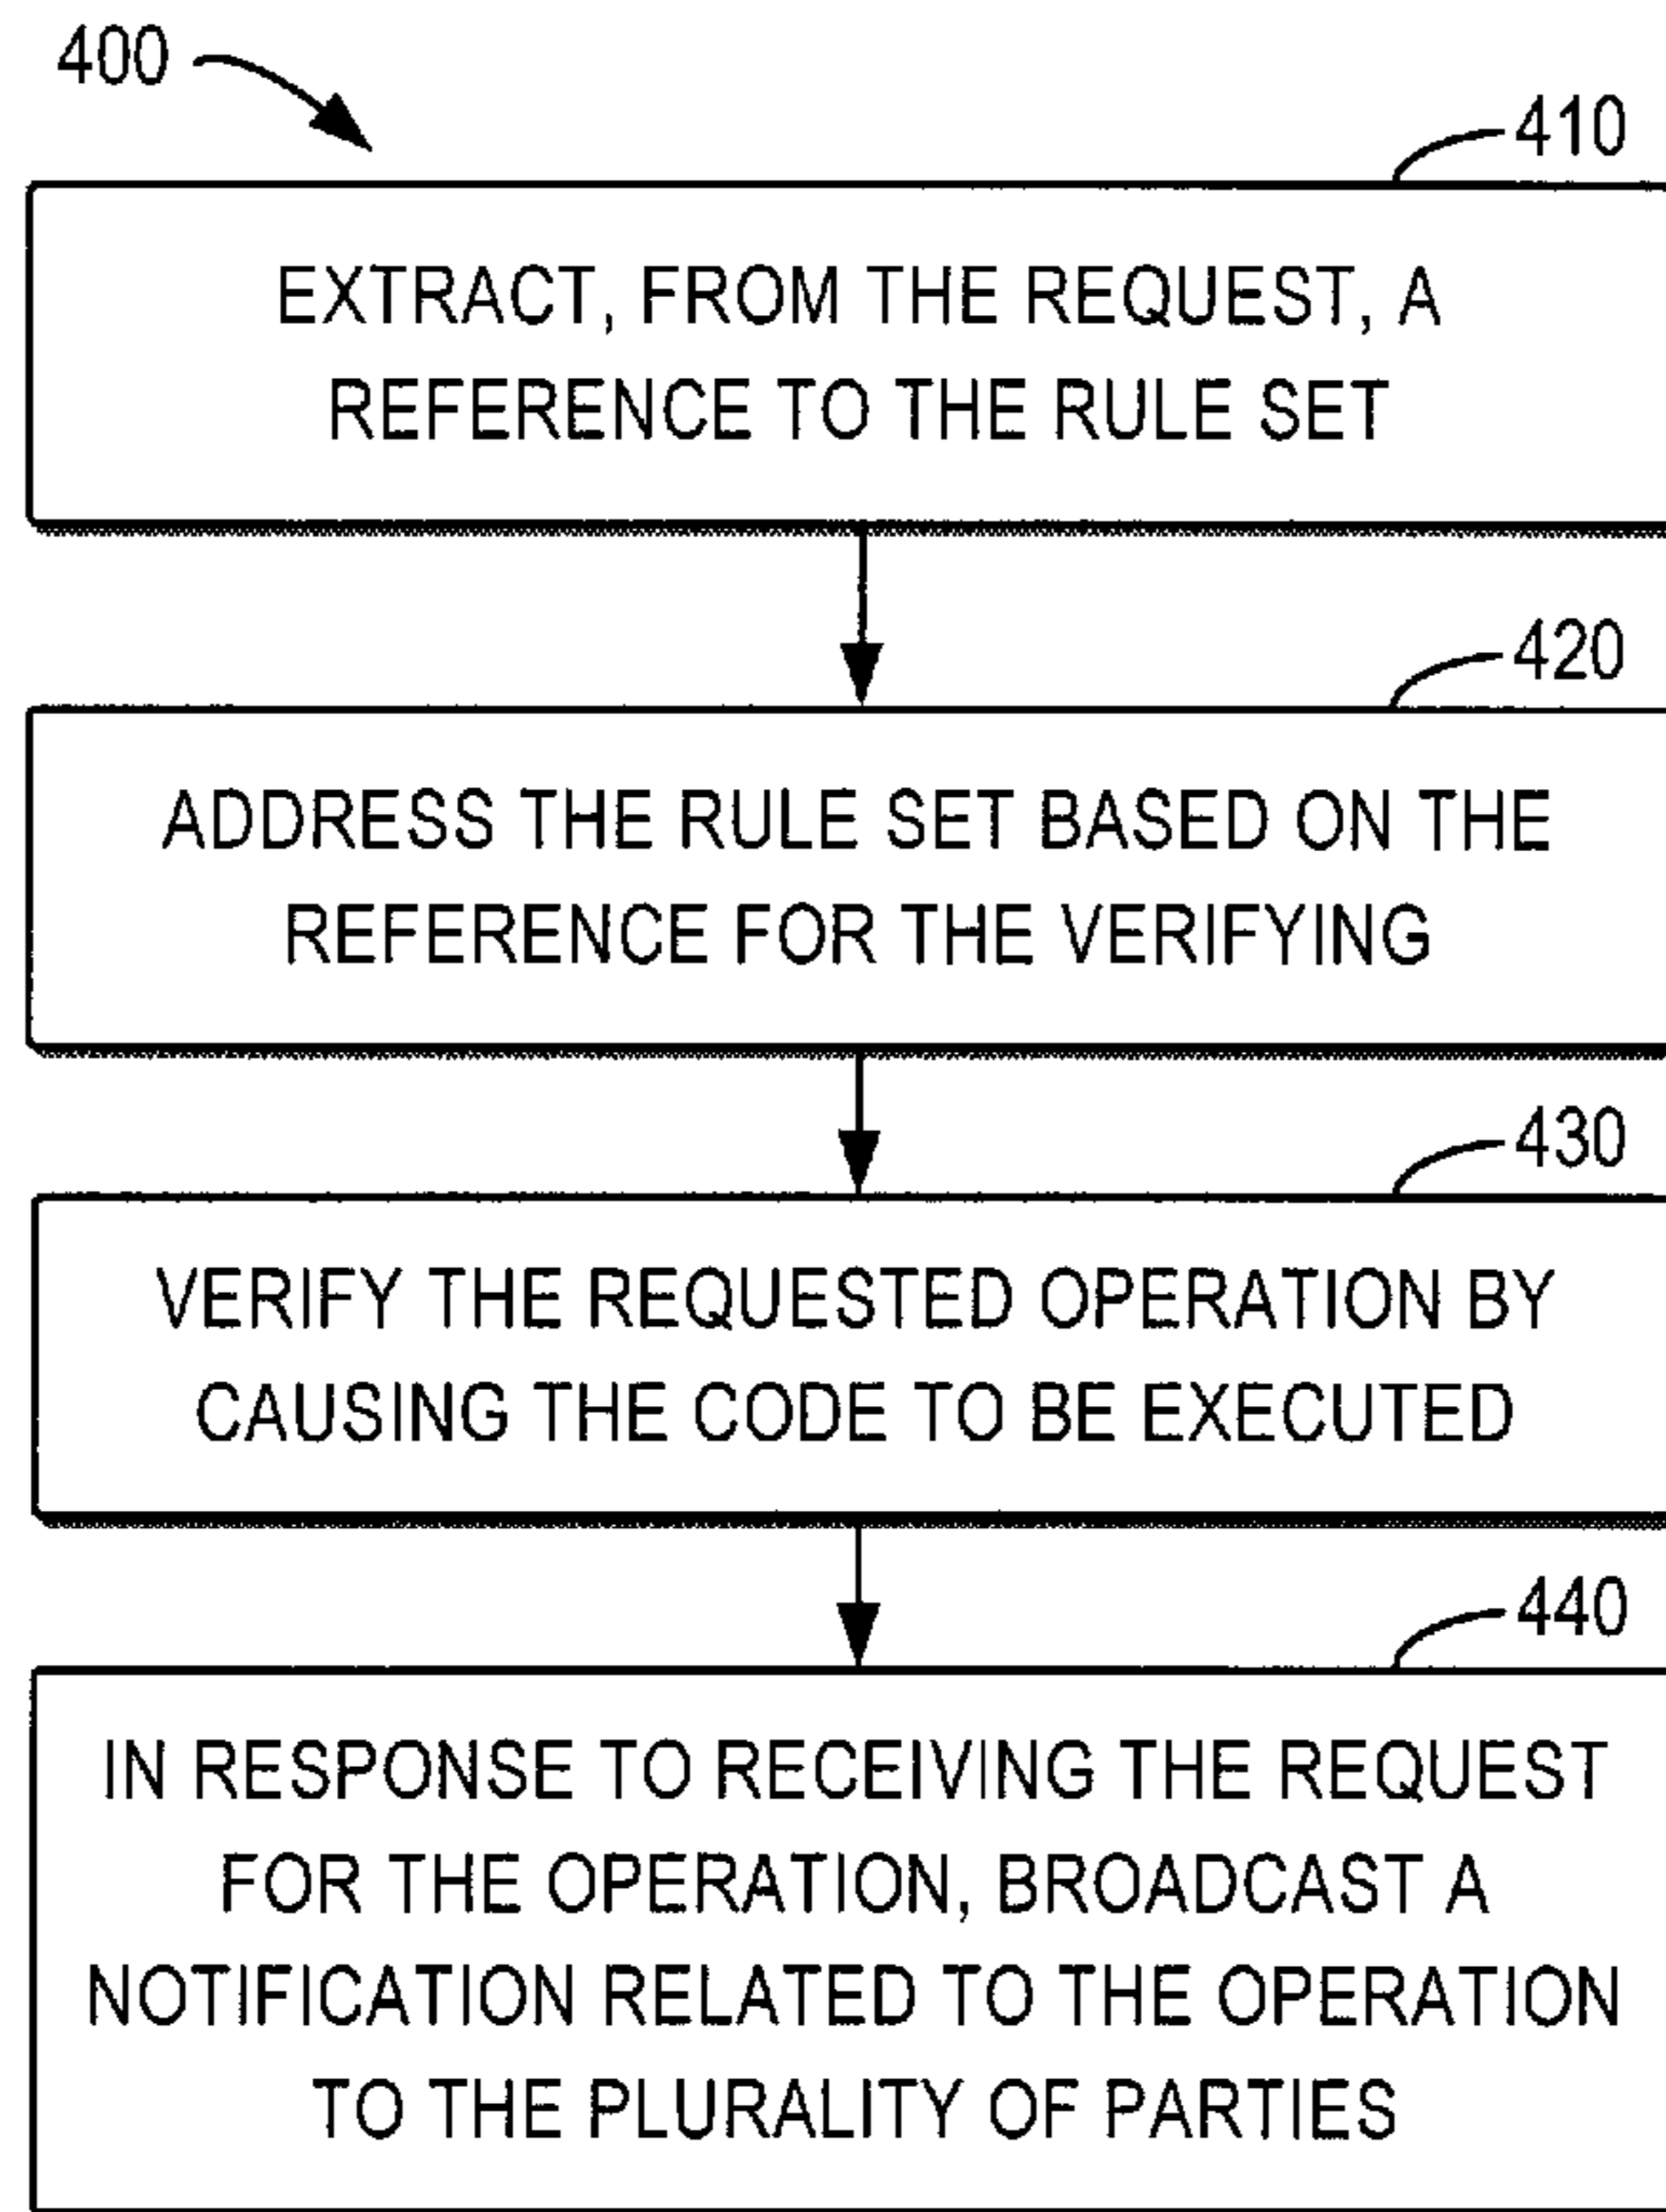 400
410
EXTRACT, FROM THE REQUEST, A
REFERENCE TO THE RULE SET
420
ADDRESS THE RULE SET BASED ON THE
REFERENCE FOR THE VERIFYING
430
VERIFY THE REQUESTED OPERATION BY
CAUSING THE CODE TO BE EXECUTED
440
IN RESPONSE TO RECEIVING THE REQUEST
FOR THE OPERATION, BROADCAST A
NOTIFICATION RELATED TO THE OPERATION
TO THE PLURALITY OF PARTIES